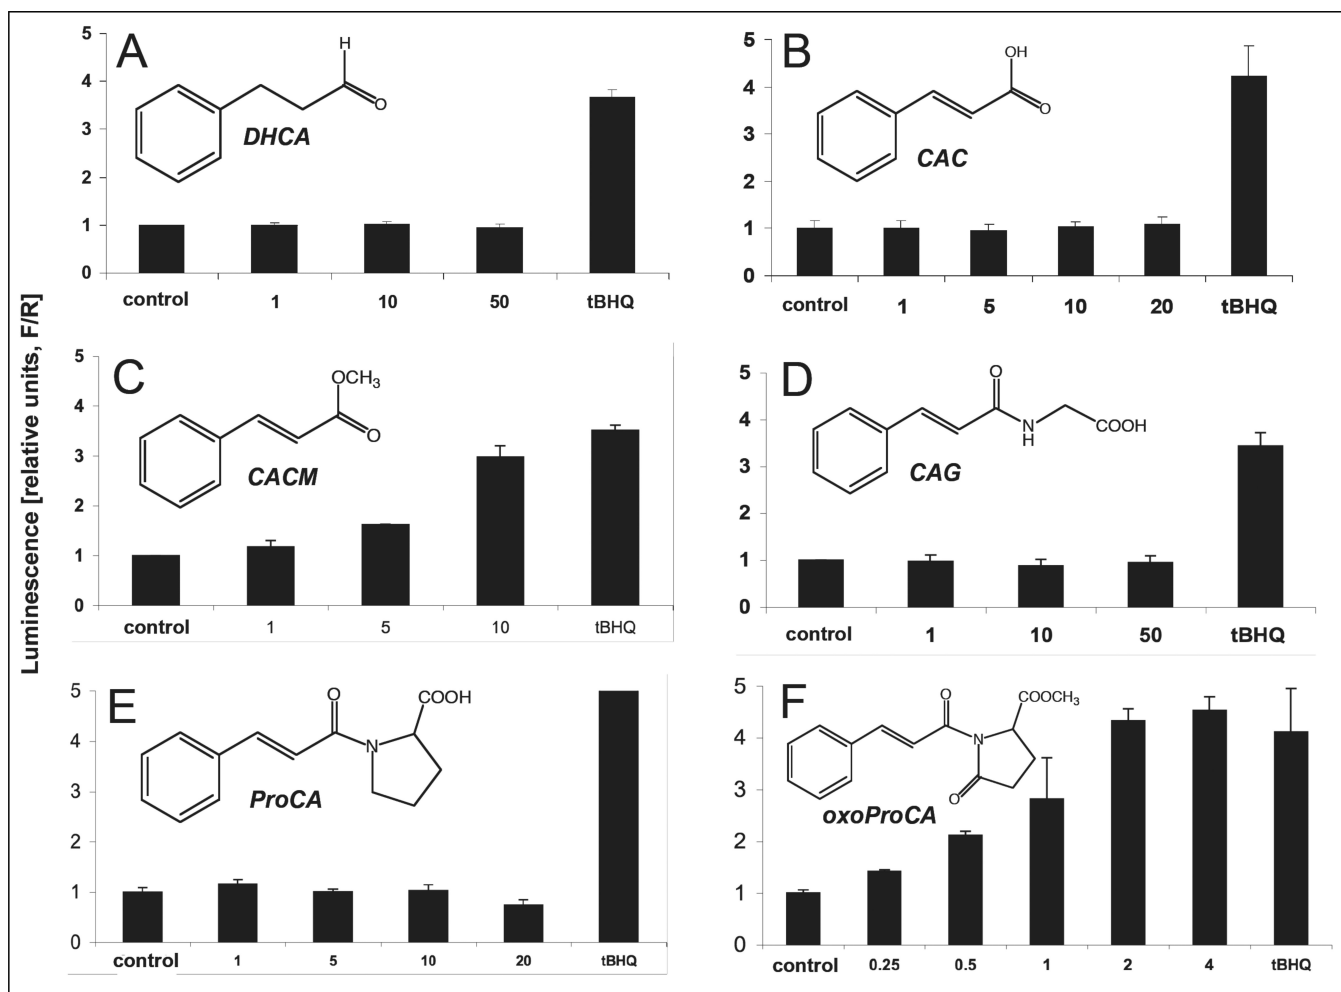 Luminescence [relative units, F/R]
A
5
4
3
2
1
0
H
O
DHCA
control 1 10 50 tBHQ
B
5
4
3
2
1
0
OH
O
CAC
control 1 5 10 20 tBHQ
C
5
4
3
2
1
0
OCH3
O
CACM
control 1 5 10 tBHQ
D
5
4
3
2
1
0
O
N
H
COOH
CAG
control 1 10 50 tBHQ
E
5
4
3
2
1
0
O
COOH
N
ProCA
control 1 5 10 20 tBHQ
F
5
4
3
2
1
0
O
COOCH3
N
O
oxoProCA
control 0.25 0.5 1 2 4 tBHQ